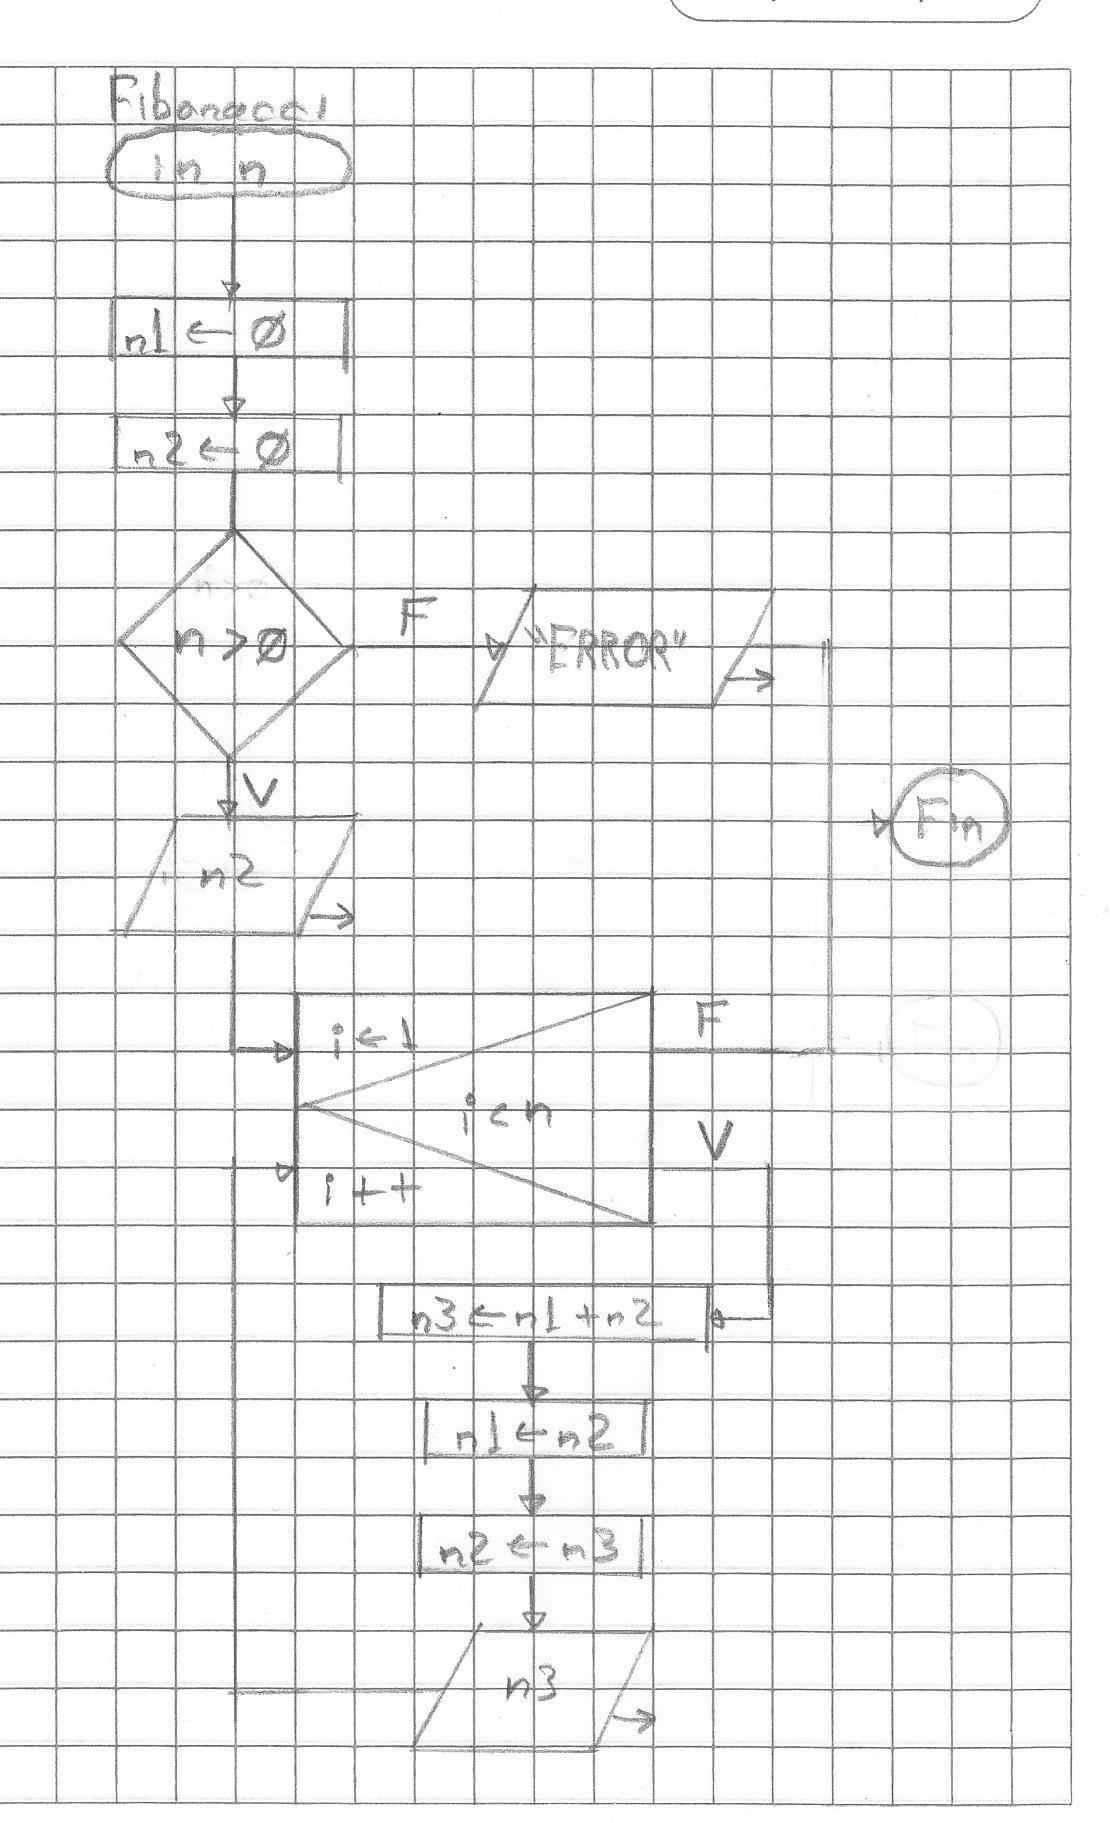 Fibonacci
in n
n1 ← Ø
n2 ← Ø
n > Ø
F
"ERROR"
V
Fin
n2
i ← 1
F
i < n
V
i ++
n3 ← n1 + n2
n1 ← n2
n2 ← n3
n3